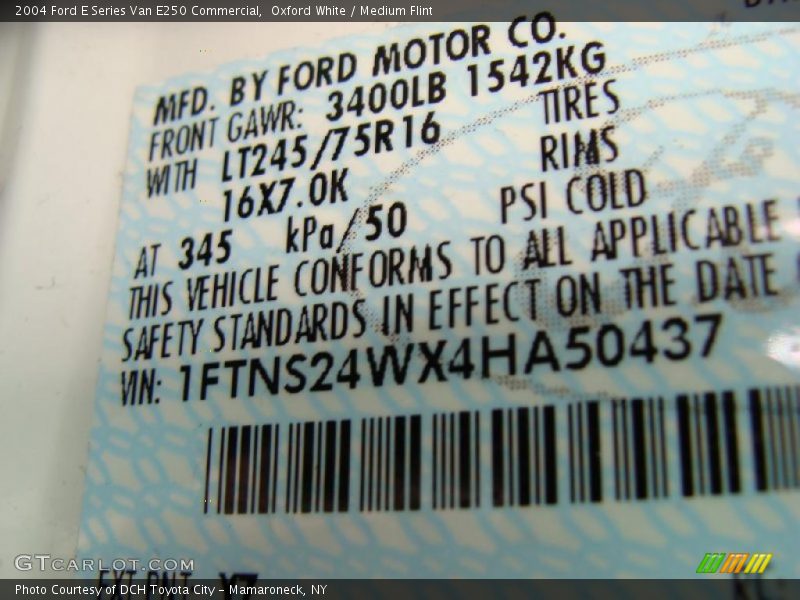 2004 Ford E Series Van E250 Commercial,  Oxford White / Medium Flint
MFD. BY FORD MOTOR CO.
FRONT GAWR: 3400LB 1542KG
WITH LT245/75R16 TIRES
16X7.0K RIMS
AT 345 kPa/50 PSI COLD
THIS VEHICLE CONFORMS TO ALL APPLICABLE
SAFETY STANDARDS IN EFFECT ON THE DATE
VIN: 1FTNS24WX4HA50437
GTCarlot.com
EXT PNT YZ
Photo Courtesy of DCH Toyota City - Mamaroneck, NY